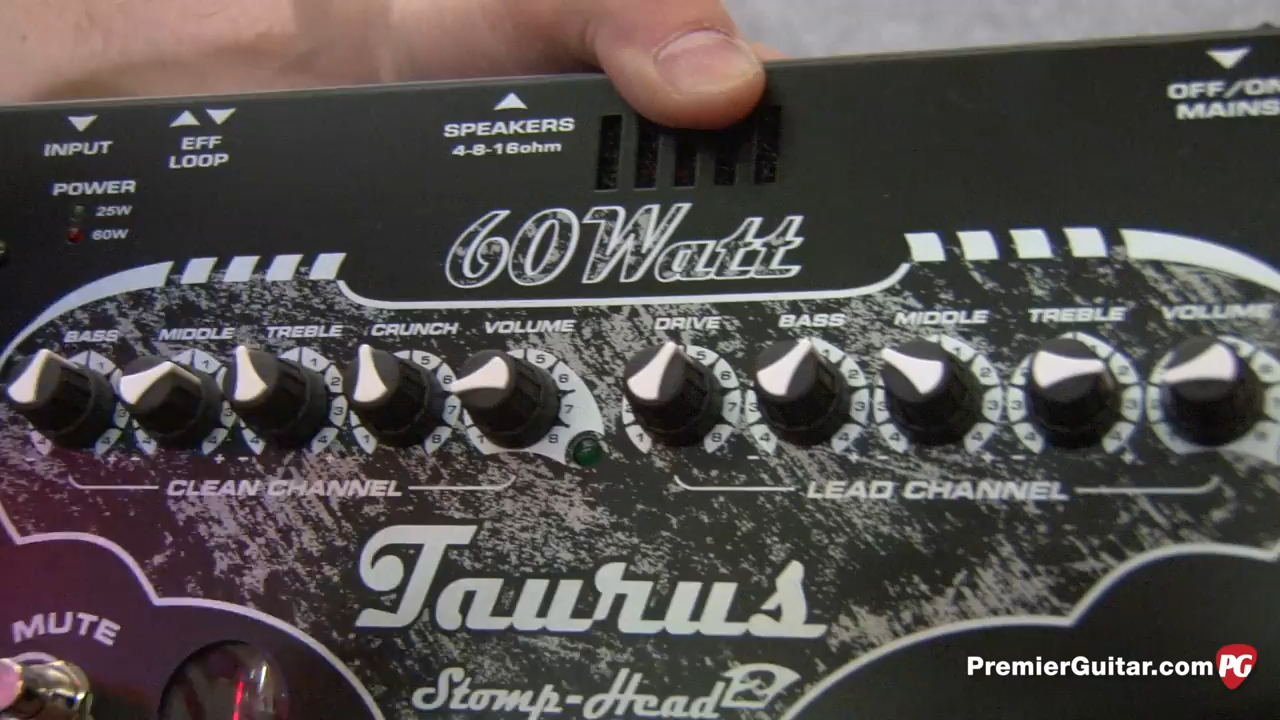 INPUT
EFF
LOOP
SPEAKERS
4-8-16ohm
OFF/ON
MAINS
POWER
25W
60W
60Watt
BASS MIDDLE TREBLE CRUNCH VOLUME
DRIVE BASS MIDDLE TREBLE VOLUME
CLEAN CHANNEL
LEAD CHANNEL
Taurus
Stomp-Head
MUTE
PremierGuitar.com PG